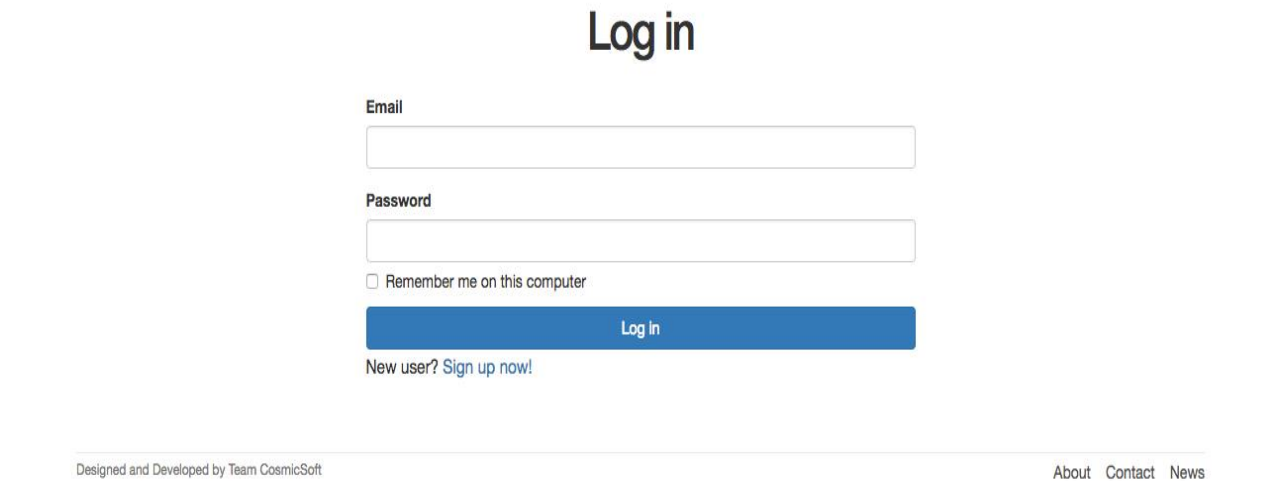 Log in
Email
Password
Remember me on this computer
Log in
New user? Sign up now!
Designed and Developed by Team CosmicSoft
About Contact News